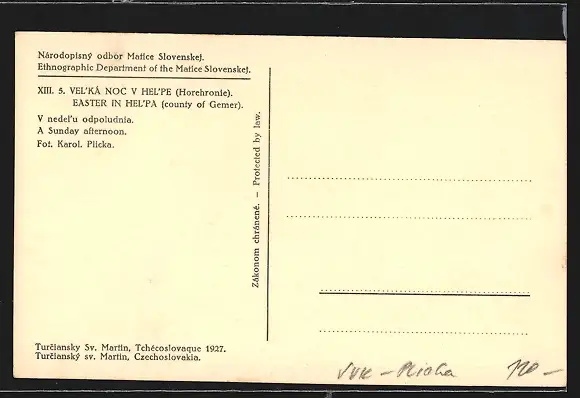 Národopisný odbor Matice Slovenskej.
Ethnographic Department of the Matice Slovenskej.
XIII. 5. VEĽKÁ NOC V HEĽPE (Horehronie).
EASTER IN HEĽPA (county of Gemer).
V nedeľu odpoludnia.
A Sunday afternoon.
Fot. Karol. Plicka.
Zákonom chránené. — Protected by law.
Turčiansky Sv. Martin, Tchécoslovaque 1927.
Turčianský sv. Martin, Czechoslovakia.
– Plicka
120 –